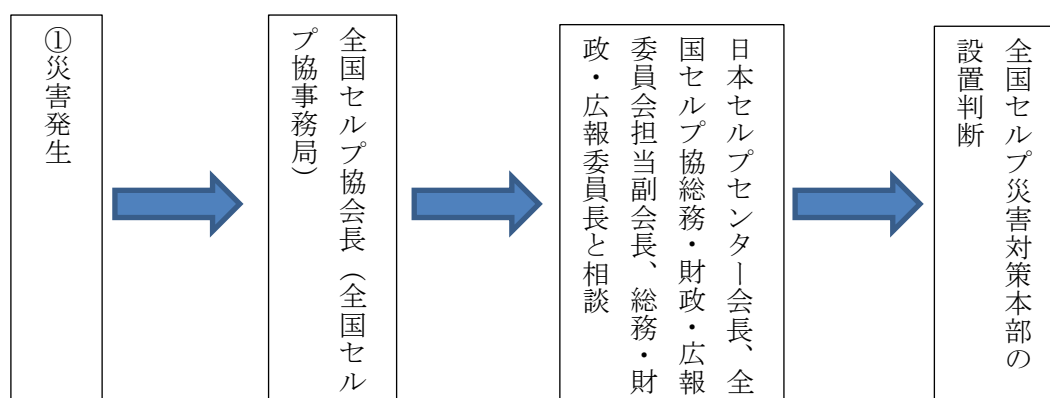 ①災害発生
全国セルプ協会長（全国セル
プ協事務局）
日本セルプセンター会長、全
国セルプ協総務・財政・広報
委員会担当副会長、総務・財
政・広報委員長と相談
全国セルプ災害対策本部の
設置判断